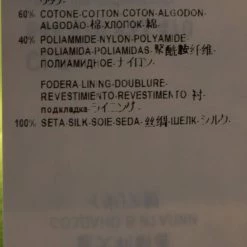 60% COTONE-COTTON-COTON-ALGODON
ALGODAO-棉-ХЛОПОК-綿
40% POLIAMMIDE-NYLON-POLYAMIDE
POLIAMIDA-POLIAMIDAS-聚酰胺纤维
ПОЛИАМИДНОЕ-ナイロン
FODERA-LINING-DOUBLURE
REVESTIMIENTO-REVESTIMENTO 衬
подкладка-ライニング
100% SETA-SILK-SOIE-SEDA-丝绸-ШЕЛК-シルク